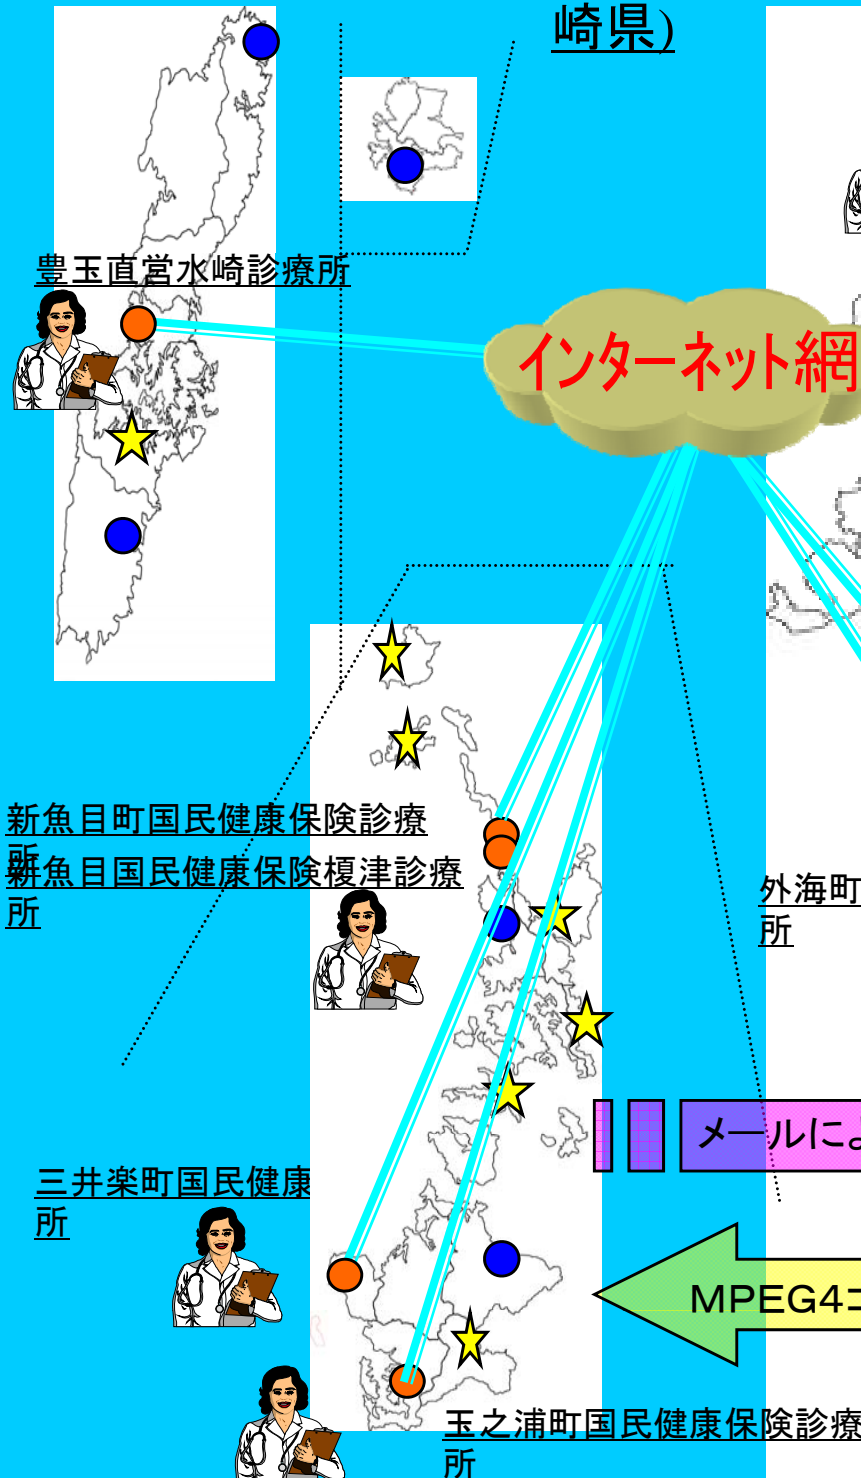 崎県)
豊玉直営水崎診療所
インターネット網
新魚目町国民健康保険診療
所
新魚目国民健康保険榎津診療
所
外海町
所
メールによ
三井楽町国民健康
所
MPEG4コ
玉之浦町国民健康保険診療
所